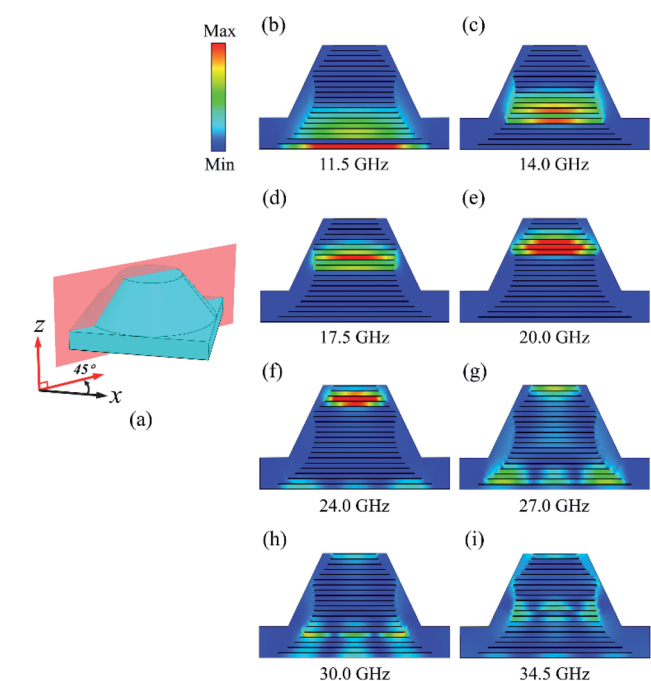 Max
Min
(b)
11.5 GHz
(c)
14.0 GHz
(d)
17.5 GHz
(e)
20.0 GHz
z
45°
x
(a)
(f)
24.0 GHz
(g)
27.0 GHz
(h)
30.0 GHz
(i)
34.5 GHz